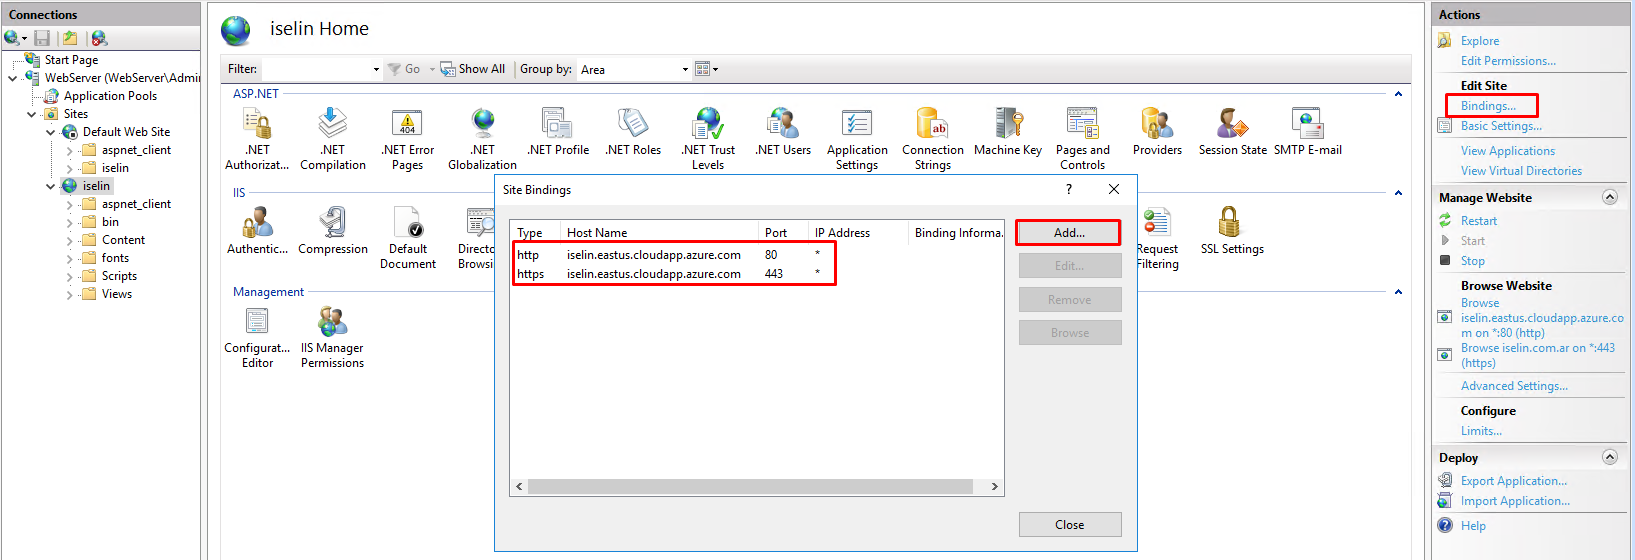 Connections
Start Page
WebServer (WebServer\Admin
Application Pools
Sites
Default Web Site
aspnet_client
iselin
iselin
aspnet_client
bin
Content
fonts
Scripts
Views
iselin Home
Filter:
Go
Show All
Group by:
Area
ASP.NET
.NET Authorizat...
.NET Compilation
.NET Error Pages
.NET Globalization
.NET Profile
.NET Roles
.NET Trust Levels
.NET Users
Application Settings
Connection Strings
Machine Key
Pages and Controls
Providers
Session State
SMTP E-mail
IIS
Authentic...
Compression
Default Document
Director
Browsi
Request Filtering
SSL Settings
Management
Configurat... Editor
IIS Manager Permissions
Site Bindings
?
Type Host Name Port IP Address Binding Informa.
http iselin.eastus.cloudapp.azure.com 80 *
https iselin.eastus.cloudapp.azure.com 443 *
Add...
Edit...
Remove
Browse
Close
Actions
Explore
Edit Permissions...
Edit Site
Bindings...
Basic Settings...
View Applications
View Virtual Directories
Manage Website
Restart
Start
Stop
Browse Website
Browse
iselin.eastus.cloudapp.azure.co
m on *:80 (http)
Browse iselin.com.ar on *:443
(https)
Advanced Settings...
Configure
Limits...
Deploy
Export Application...
Import Application...
Help